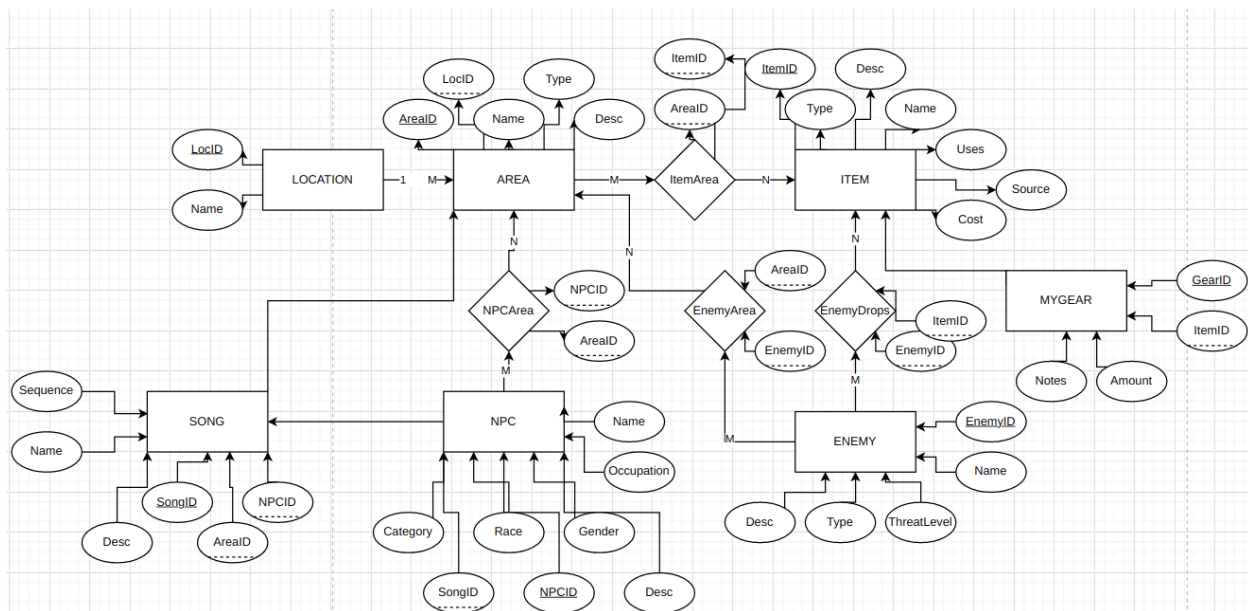 ItemID
LocID
Type
ItemID
Desc
AreaID
Name
Desc
AreaID
Type
Name
LocID
Uses
LOCATION
1
M
AREA
M
ItemArea
N
ITEM
Source
Name
Cost
N
N
N
AreaID
NPCID
GearID
NPCArea
EnemyArea
EnemyDrops
MYGEAR
ItemID
ItemID
AreaID
EnemyID
EnemyID
M
M
Notes
Amount
Sequence
SONG
NPC
Name
EnemyID
M
ENEMY
Name
Occupation
Name
SongID
NPCID
Desc
AreaID
Category
Race
Gender
Desc
Type
ThreatLevel
SongID
NPCID
Desc